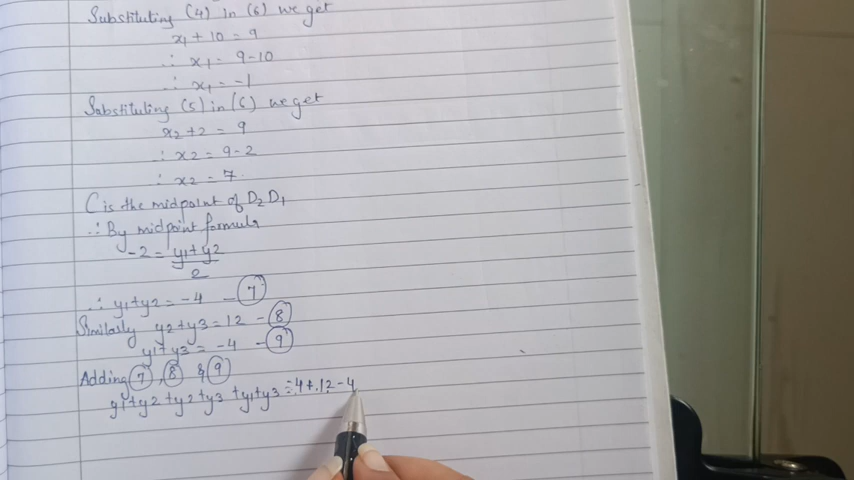 Substituting (4) in (6) we get
x1 + 10 = 9
∴ x1 = 9-10
∴ x1 = -1
Substituting (5) in (6) we get
x2 + 2 = 9
∴ x2 = 9-2
∴ x2 = 7.
C is the midpoint of D2D1
∴ By midpoint formula
-2 = y1+y2
2
∴ y1+y2 = -4 - 7
Similarly y2+y3 = 12 - 8
y1+y3 = -4 - 9
Adding 7, 8 & 9
y1+y2 +y2+y3 +y1+y3 = -4+12-4